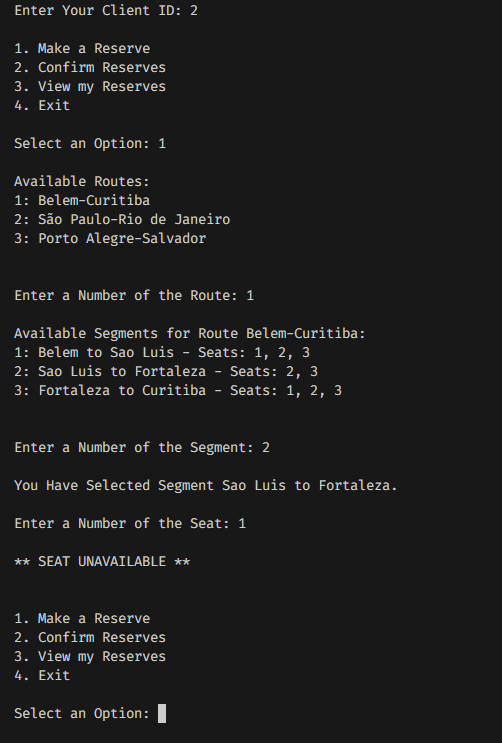 Enter Your Client ID: 2
1. Make a Reserve
2. Confirm Reserves
3. View my Reserves
4. Exit
Select an Option: 1
Available Routes:
1: Belem-Curitiba
2: São Paulo-Rio de Janeiro
3: Porto Alegre-Salvador
Enter a Number of the Route: 1
Available Segments for Route Belem-Curitiba:
1: Belem to Sao Luis - Seats: 1, 2, 3
2: Sao Luis to Fortaleza - Seats: 2, 3
3: Fortaleza to Curitiba - Seats: 1, 2, 3
Enter a Number of the Segment: 2
You Have Selected Segment Sao Luis to Fortaleza.
Enter a Number of the Seat: 1
** SEAT UNAVAILABLE **
1. Make a Reserve
2. Confirm Reserves
3. View my Reserves
4. Exit
Select an Option: